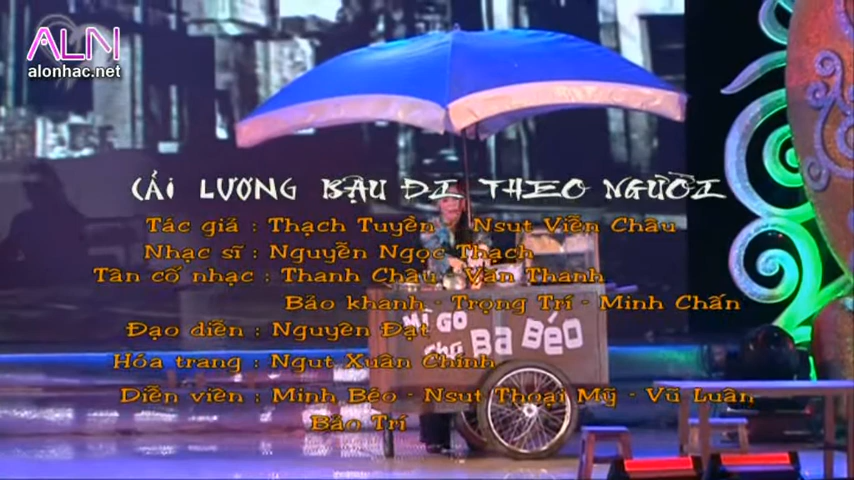 ALN
alonhac.net
CẢI LƯƠNG BẬU ĐI THEO NGƯỜI
Tác giả : Thạch Tuyền - Nsut Viễn Châu
Nhạc sĩ : Nguyễn Ngọc Thạch
Tân cổ nhạc : Thanh Châu - Văn Thanh
Bảo khanh - Trọng Trí - Minh Chấn
Đạo diễn : Nguyên Đạt
Hóa trang : Ngut Xuân Chính
Diễn viên : Minh Béo - Nsut Thoại Mỹ - Vũ Luân
Bảo Trí
MÌ GÕ
BA BÉO